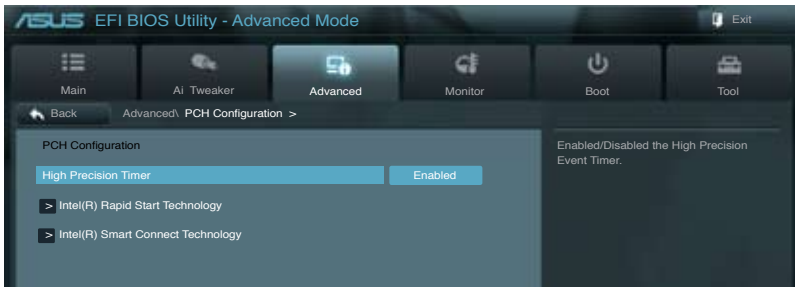 ASUS EFI BIOS Utility - Advanced Mode
Exit
Main
Ai Tweaker
Advanced
Monitor
Boot
Tool
Back
Advanced\ PCH Configuration >
PCH Configuration
High Precision Timer
Enabled
> Intel(R) Rapid Start Technology
> Intel(R) Smart Connect Technology
Enabled/Disabled the High Precision
Event Timer.